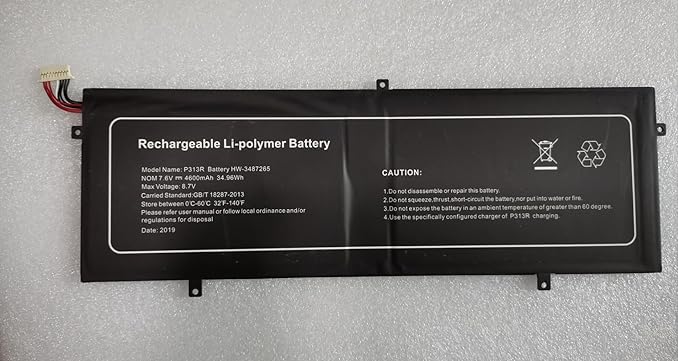 Rechargeable Li-polymer Battery
Model Name: P313R Battery HW-3487265
NOM 7.6V ⎓ 4600mAh 34.96Wh
Max Voltage: 8.7V
Carried Standard:GB/T 18287-2013
Store between 0℃-60℃ 32℉-140℉
Please refer user manual or follow local ordinance and/or
regulations for disposal
Date: 2019
CAUTION:
1.Do not disassemble or repair this battery.
2.Do not squeeze,thrust,short-circuit the battery,nor put into water or fire.
3.Do not expose the battery in an ambient temperature of greater than 60 degree.
4.Use the specifically configured charger of P313R charging.